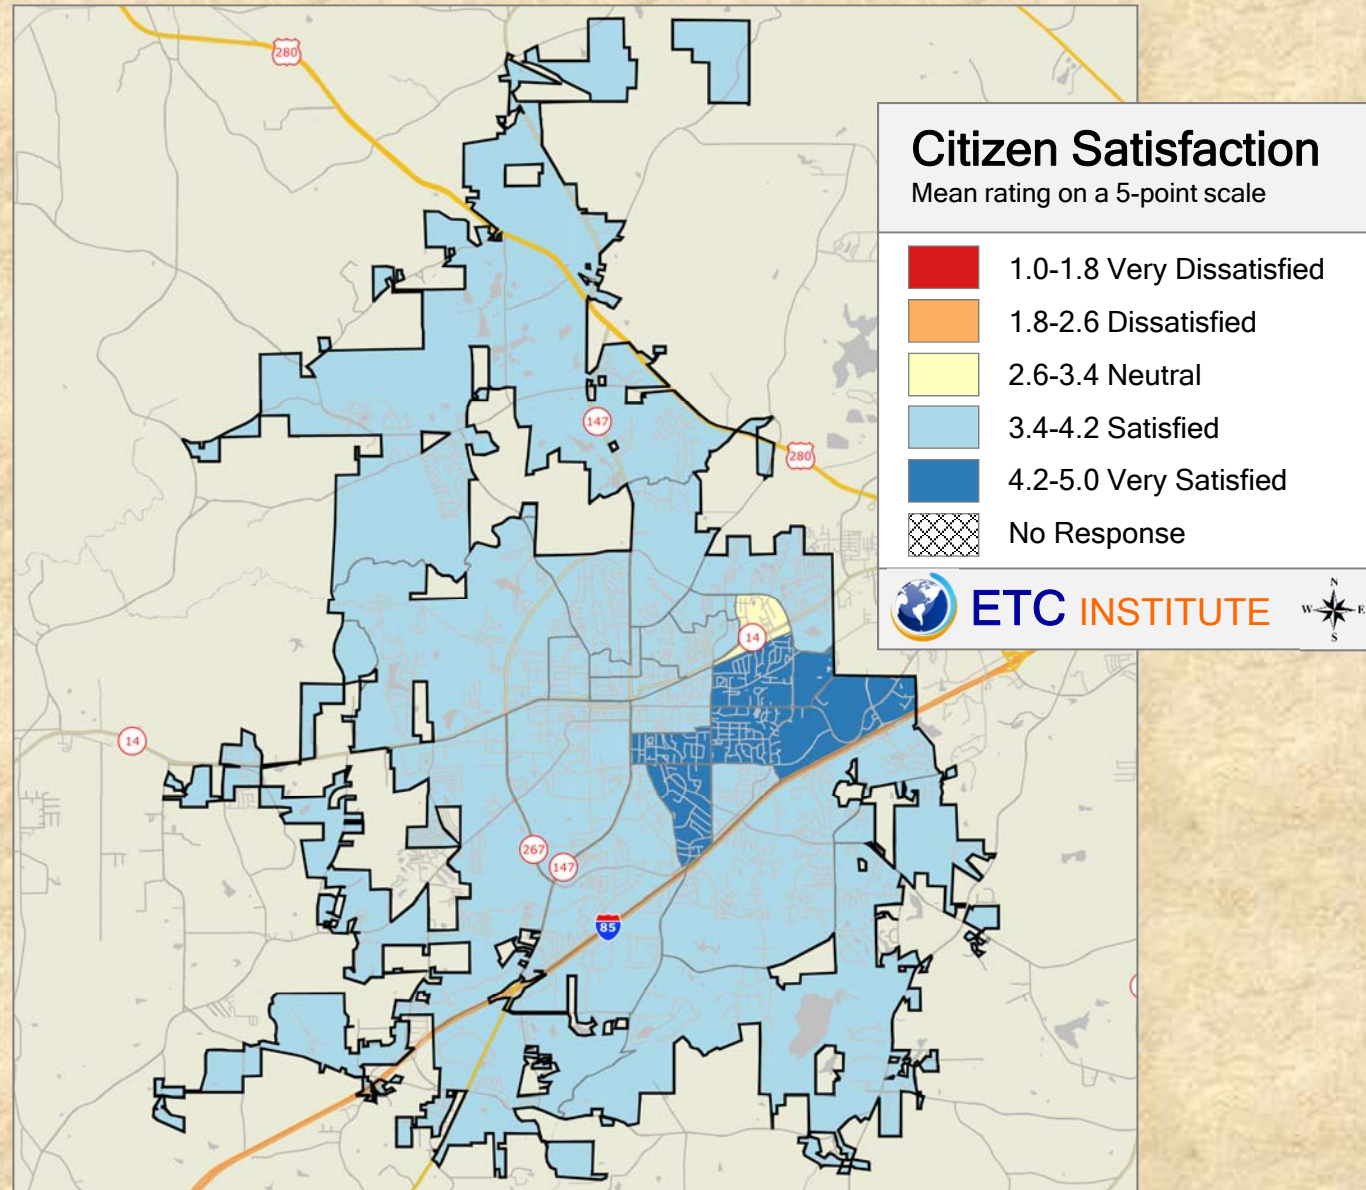 280
Citizen Satisfaction
Mean rating on a 5-point scale
1.0-1.8 Very Dissatisfied
1.8-2.6 Dissatisfied
2.6-3.4 Neutral
3.4-4.2 Satisfied
4.2-5.0 Very Satisfied
No Response
ETC INSTITUTE
N
W E
S
147
280
14
14
267
147
85